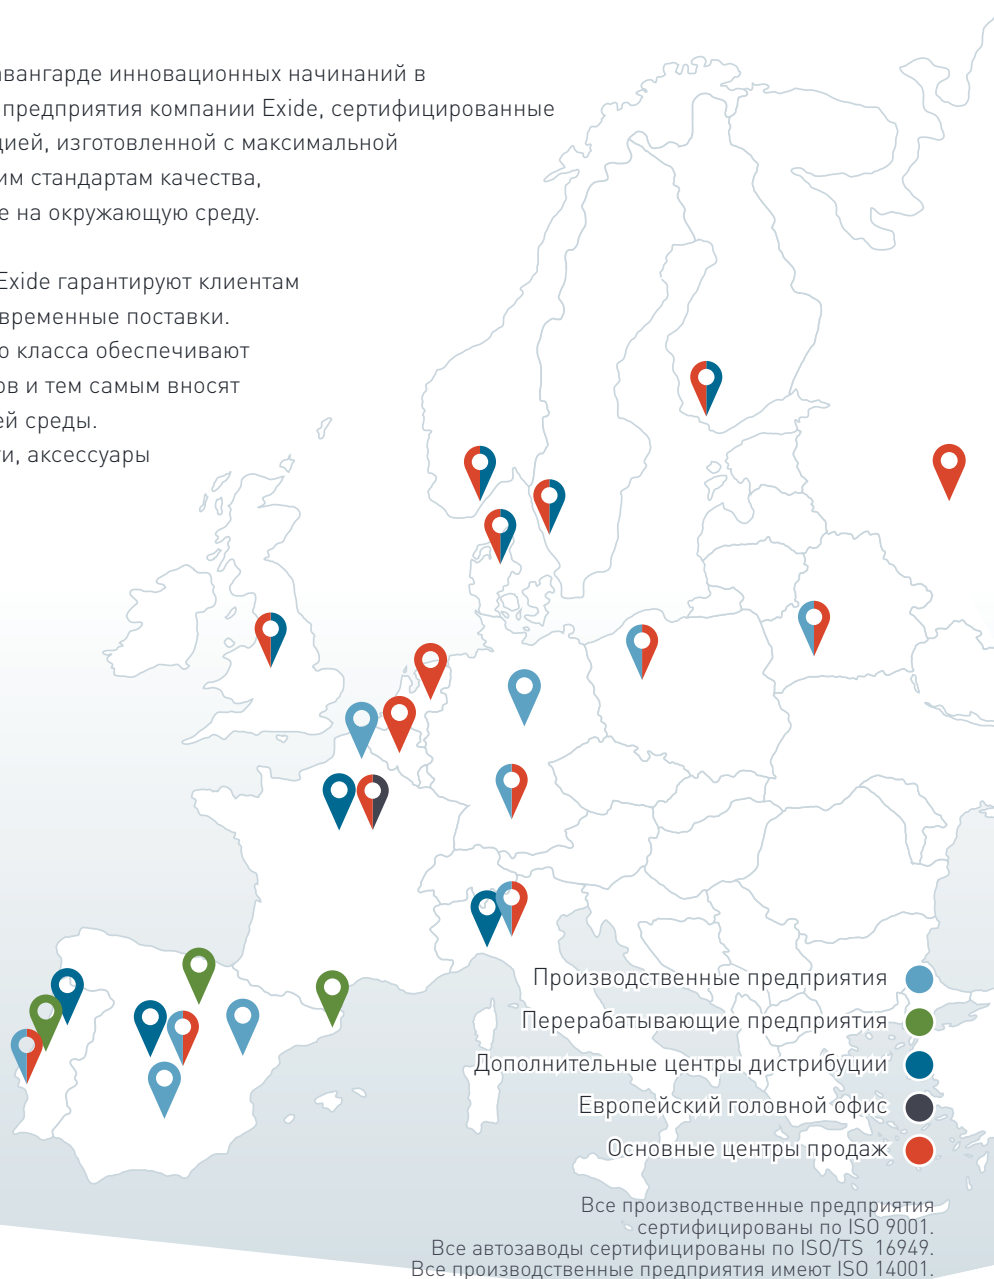 авангарде инновационных начинаний в
предприятия компании Exide, сертифицированные
цией, изготовленной с максимальной
им стандартам качества,
е на окружающую среду.
Exide гарантируют клиентам
временные поставки.
о класса обеспечивают
ов и тем самым вносят
ей среды.
ти, аксессуары
Производственные предприятия
Перерабатывающие предприятия
Дополнительные центры дистрибуции
Европейский головной офис
Основные центры продаж
Все производственные предприятия
сертифицированы по ISO 9001.
Все автозаводы сертифицированы по ISO/TS 16949.
Все производственные предприятия имеют ISO 14001.